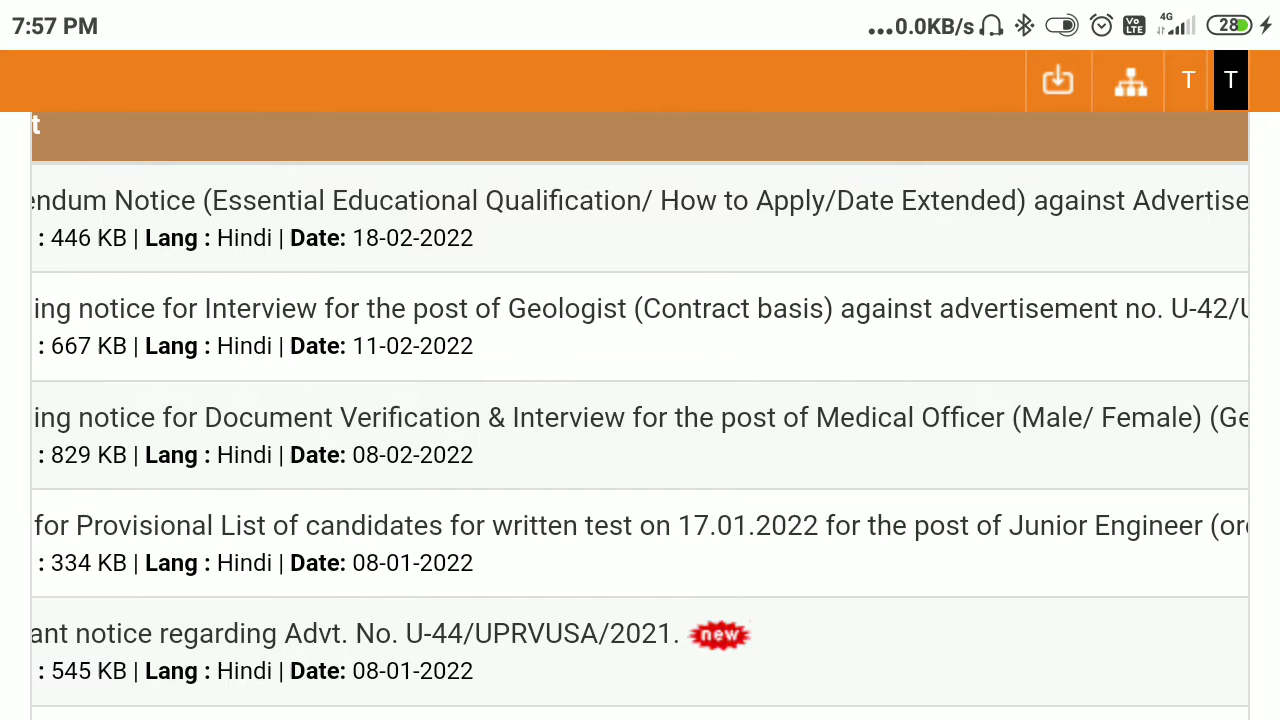 7:57 PM
...0.0KB/s Vo LTE 4G 28
T T
t
endum Notice (Essential Educational Qualification/ How to Apply/Date Extended) against Advertise
: 446 KB | Lang : Hindi | Date: 18-02-2022
ing notice for Interview for the post of Geologist (Contract basis) against advertisement no. U-42/U
: 667 KB | Lang : Hindi | Date: 11-02-2022
ing notice for Document Verification & Interview for the post of Medical Officer (Male/ Female) (Ge
: 829 KB | Lang : Hindi | Date: 08-02-2022
for Provisional List of candidates for written test on 17.01.2022 for the post of Junior Engineer (ore
: 334 KB | Lang : Hindi | Date: 08-01-2022
ant notice regarding Advt. No. U-44/UPRVUSA/2021. new
: 545 KB | Lang : Hindi | Date: 08-01-2022